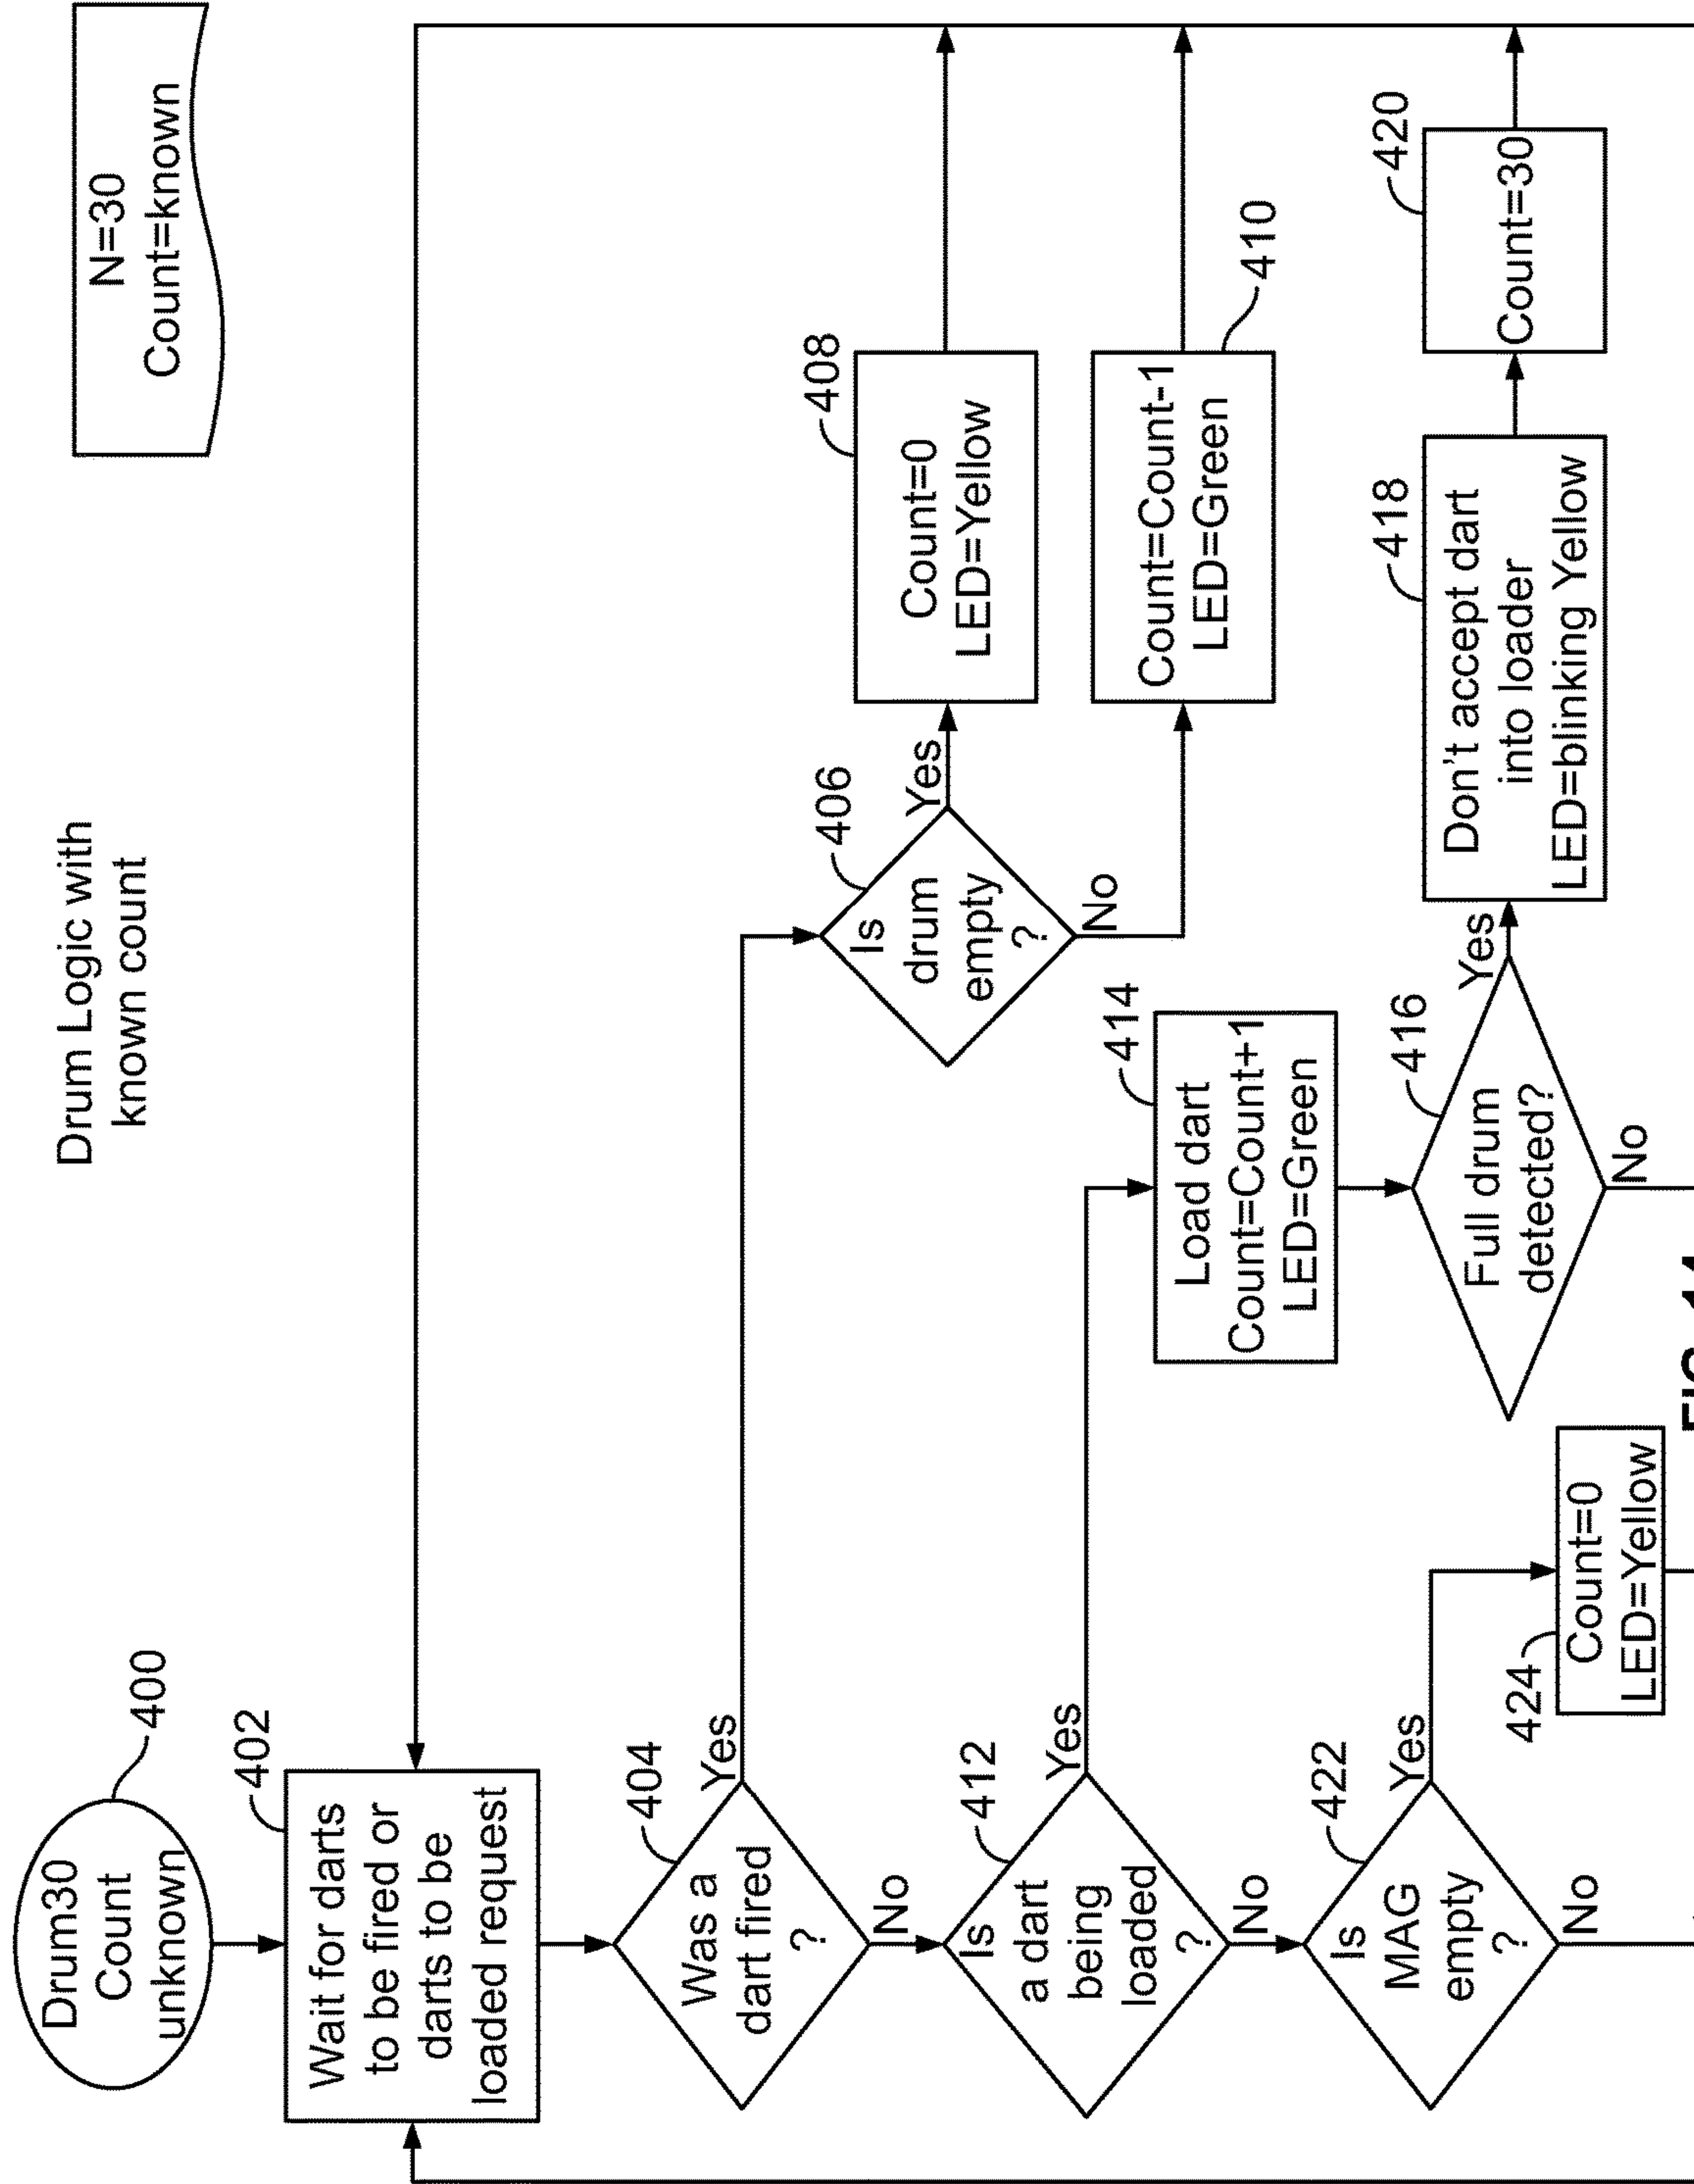 Drum Logic with
known count
N=30
Count=known
Drum30
Count
unknown
400
Wait for darts
to be fired or
darts to be
loaded request
402
Was a
dart fired
?
404
Yes
No
Is
drum
empty
?
406
Yes
No
Count=0
LED=Yellow
408
Count=Count-1
LED=Green
410
Is
a dart
being
loaded
?
412
Yes
No
Load dart
Count=Count+1
LED=Green
414
Full drum
detected?
416
Yes
No
Don't accept dart
into loader
LED=blinking Yellow
418
Count=30
420
Is
MAG
empty
?
422
Yes
No
Count=0
LED=Yellow
424